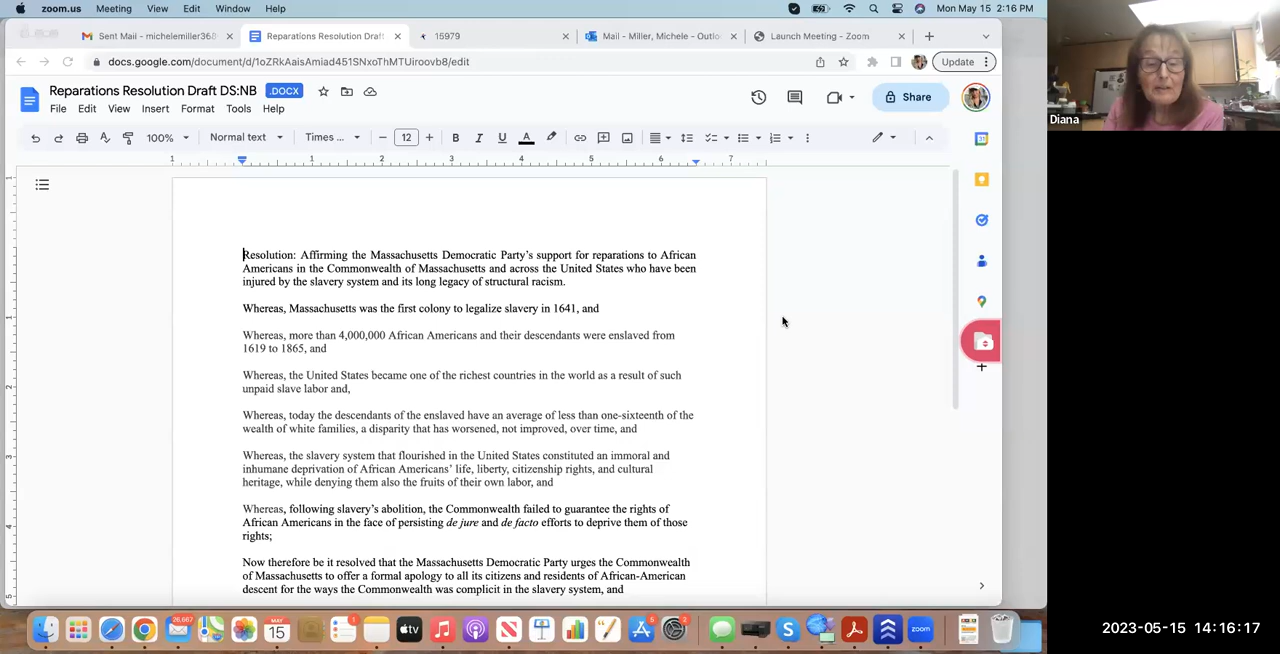 zoom.us Meeting View Edit Window Help Mon May 15 2:16 PM
Sent Mail - michelemiller368 Reparations Resolution Draft 15979 Mail - Miller, Michele - Outlo Launch Meeting - Zoom
docs.google.com/document/d/1oZRkAaisAmiad451SNxoThMTUiroovb8/edit Update
Reparations Resolution Draft DS:NB .DOCX
File Edit View Insert Format Tools Help
Share
100% Normal text Times ... 12 B I U A
1 1 2 3 4 5 6 7
Resolution: Affirming the Massachusetts Democratic Party's support for reparations to African
Americans in the Commonwealth of Massachusetts and across the United States who have been
injured by the slavery system and its long legacy of structural racism.
Whereas, Massachusetts was the first colony to legalize slavery in 1641, and
Whereas, more than 4,000,000 African Americans and their descendants were enslaved from
1619 to 1865, and
Whereas, the United States became one of the richest countries in the world as a result of such
unpaid slave labor and,
Whereas, today the descendants of the enslaved have an average of less than one-sixteenth of the
wealth of white families, a disparity that has worsened, not improved, over time, and
Whereas, the slavery system that flourished in the United States constituted an immoral and
inhumane deprivation of African Americans' life, liberty, citizenship rights, and cultural
heritage, while denying them also the fruits of their own labor, and
Whereas, following slavery's abolition, the Commonwealth failed to guarantee the rights of
African Americans in the face of persisting de jure and de facto efforts to deprive them of those
rights;
Now therefore be it resolved that the Massachusetts Democratic Party urges the Commonwealth
of Massachusetts to offer a formal apology to all its citizens and residents of African-American
descent for the ways the Commonwealth was complicit in the slavery system, and
Diana
26,667
MAY
15
tv
zoom
2023-05-15 14:16:17